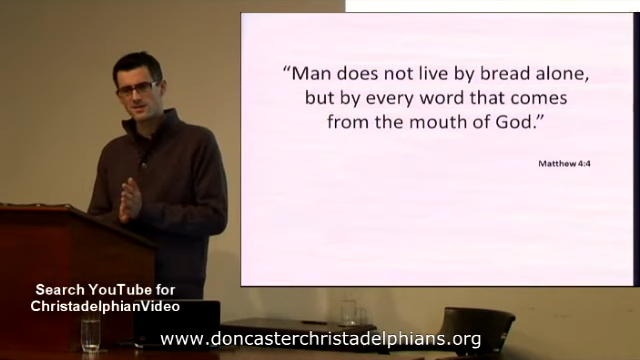 “Man does not live by bread alone,
but by every word that comes
from the mouth of God.”
Matthew 4:4
Search YouTube for
ChristadelphianVideo
www.doncasterchristadelphians.org